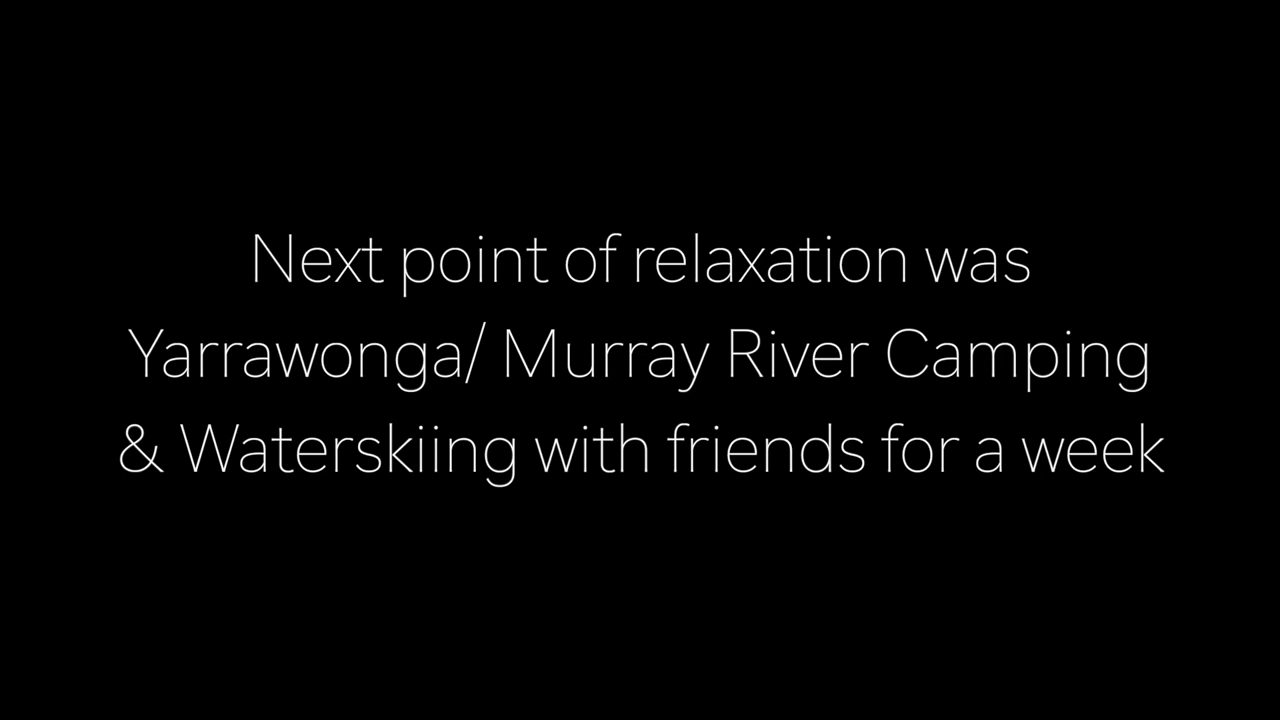 Next point of relaxation was
Yarrawonga/ Murray River Camping
& Waterskiing with friends for a week